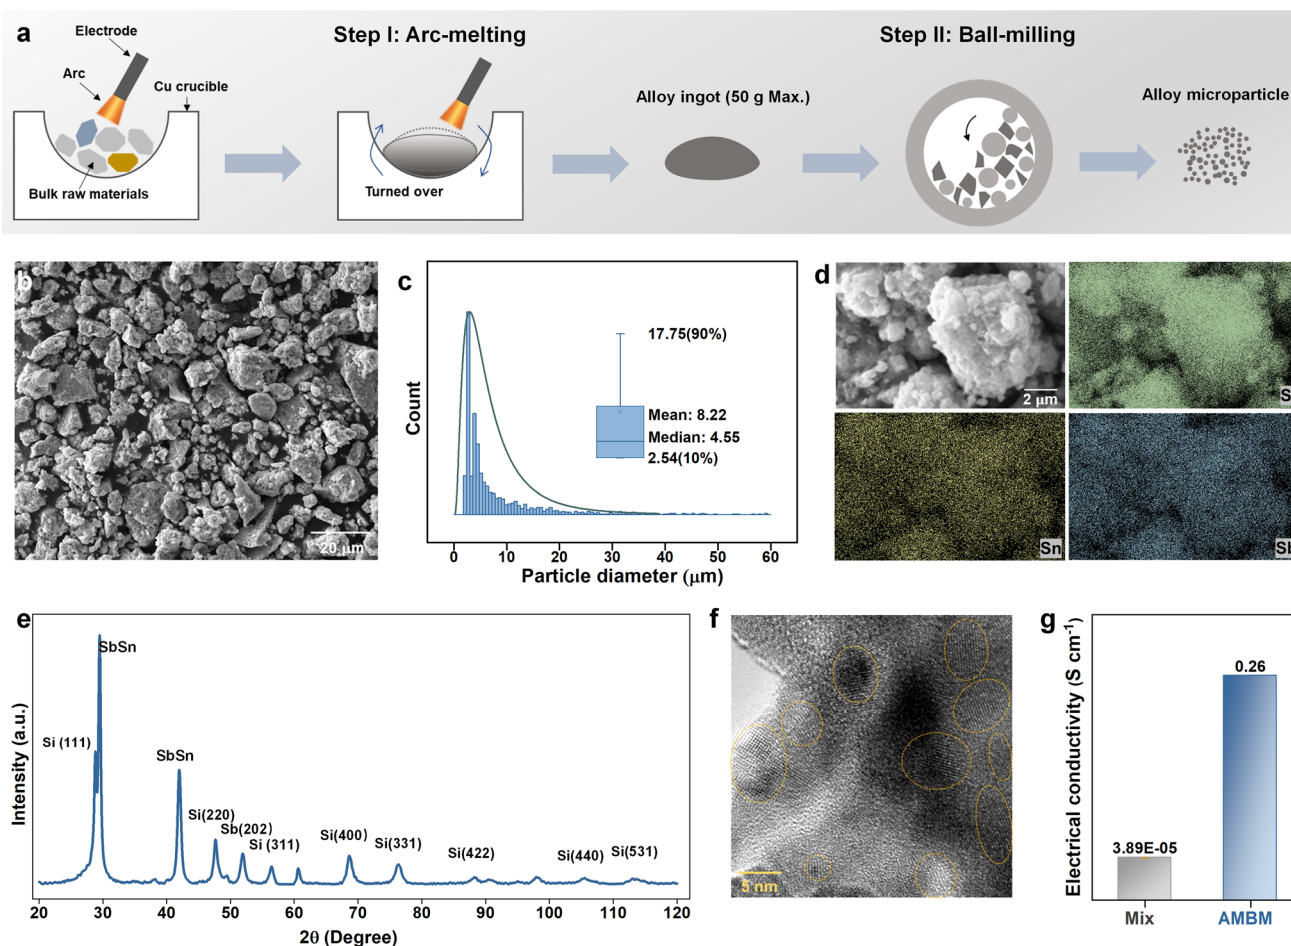 a
Step I: Arc-melting
Step II: Ball-milling
Electrode
Arc
Cu crucible
Bulk raw materials
Turned over
Alloy ingot (50 g Max.)
Alloy microparticle
b
20 μm
c
Count
17.75(90%)
Mean: 8.22
Median: 4.55
2.54(10%)
0 10 20 30 40 50 60
Particle diameter (μm)
d
2 μm
Sn
e
Intensity (a.u.)
SbSn
Si (111)
SbSn
Si(220)
Sb(202)
Si (311)
Si(400)
Si(331)
Si(422)
Si(440)
Si(531)
20 30 40 50 60 70 80 90 100 110 120
2θ (Degree)
f
5 nm
g
Electrical conductivity (S cm⁻¹)
3.89E-05
0.26
Mix
AMBM